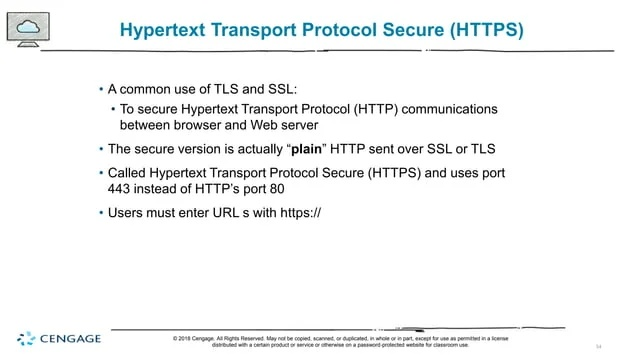 Hypertext Transport Protocol Secure (HTTPS)
• A common use of TLS and SSL:
• To secure Hypertext Transport Protocol (HTTP) communications
between browser and Web server
• The secure version is actually “plain” HTTP sent over SSL or TLS
• Called Hypertext Transport Protocol Secure (HTTPS) and uses port
443 instead of HTTP’s port 80
• Users must enter URL s with https://
CENGAGE
© 2018 Cengage. All Rights Reserved. May not be copied, scanned, or duplicated, in whole or in part, except for use as permitted in a license
distributed with a certain product or service or otherwise on a password-protected website for classroom use.
54